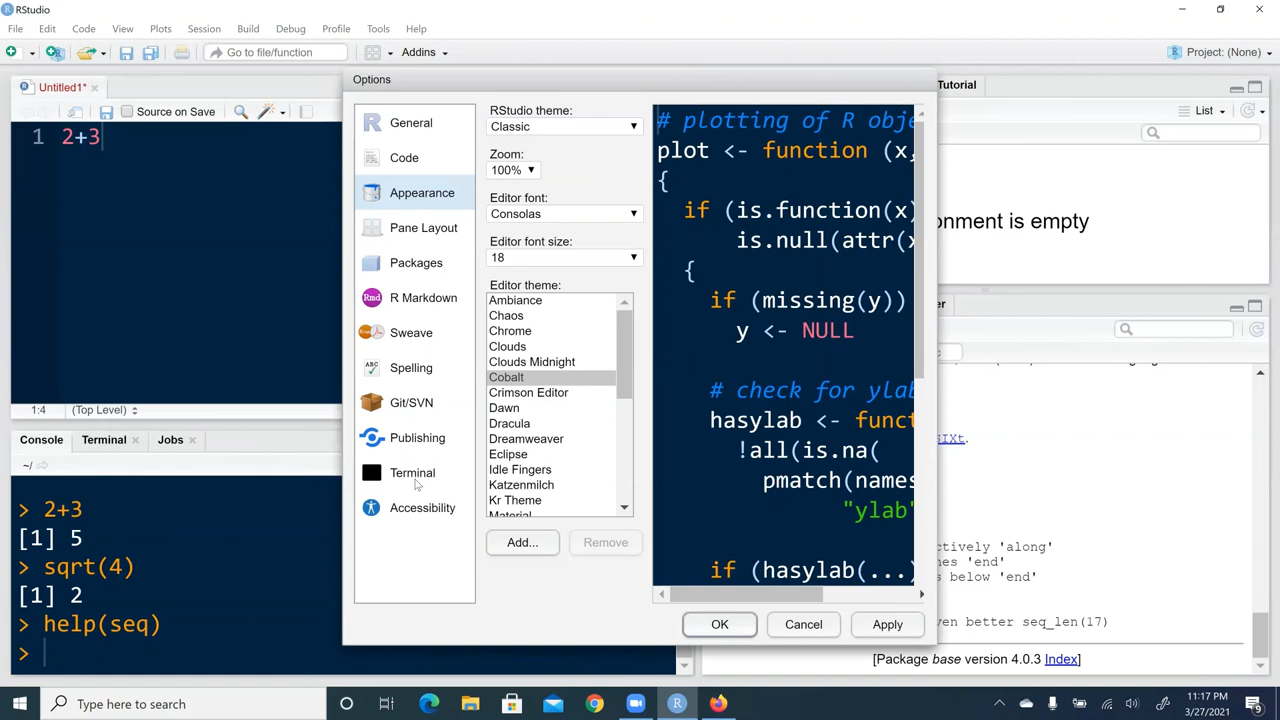 RStudio
File Edit Code View Plots Session Build Debug Profile Tools Help
Go to file/function Addins Project: (None)
Untitled1*
Source on Save
1 2+3
1:4 (Top Level)
Console Terminal Jobs
~/
> 2+3
[1] 5
> sqrt(4)
[1] 2
> help(seq)
>
Options
General
Code
Appearance
Pane Layout
Packages
R Markdown
Sweave
Spelling
Git/SVN
Publishing
Terminal
Accessibility
RStudio theme:
Classic
Zoom:
100%
Editor font:
Consolas
Editor font size:
18
Editor theme:
Ambiance
Chaos
Chrome
Clouds
Clouds Midnight
Cobalt
Crimson Editor
Dawn
Dracula
Dreamweaver
Eclipse
Idle Fingers
Katzenmilch
Kr Theme
Material
Add... Remove
# plotting of R obje
plot <- function (x,
{
if (is.function(x)
is.null(attr(x
{
if (missing(y))
y <- NULL
# check for ylab
hasylab <- funct
!all(is.na(
pmatch(names
"ylab"
if (hasylab(...)
OK Cancel Apply
Tutorial
List
onment is empty
er
SIXt.
ctively 'along'
nes 'end'
s below 'end'
ven better seq_len(17)
[Package base version 4.0.3 Index]
Type here to search
11:17 PM
3/27/2021